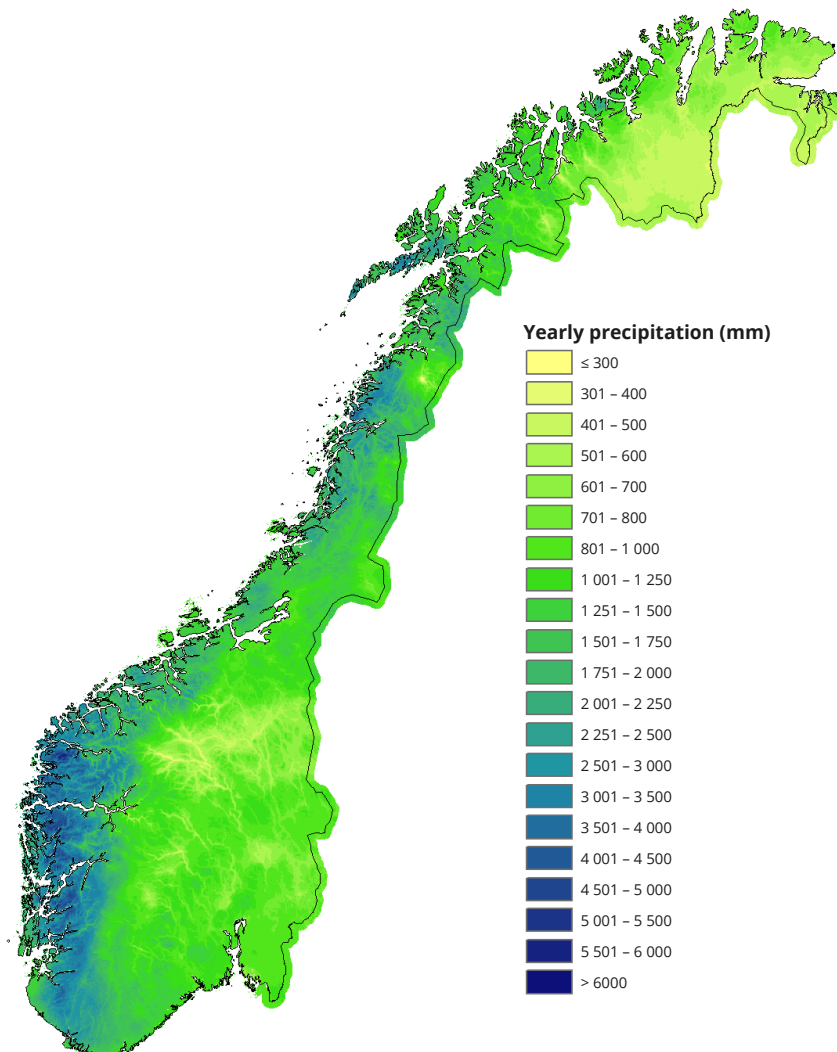 Yearly precipitation (mm)
≤ 300
301 – 400
401 – 500
501 – 600
601 – 700
701 – 800
801 – 1 000
1 001 – 1 250
1 251 – 1 500
1 501 – 1 750
1 751 – 2 000
2 001 – 2 250
2 251 – 2 500
2 501 – 3 000
3 001 – 3 500
3 501 – 4 000
4 001 – 4 500
4 501 – 5 000
5 001 – 5 500
5 501 – 6 000
> 6000